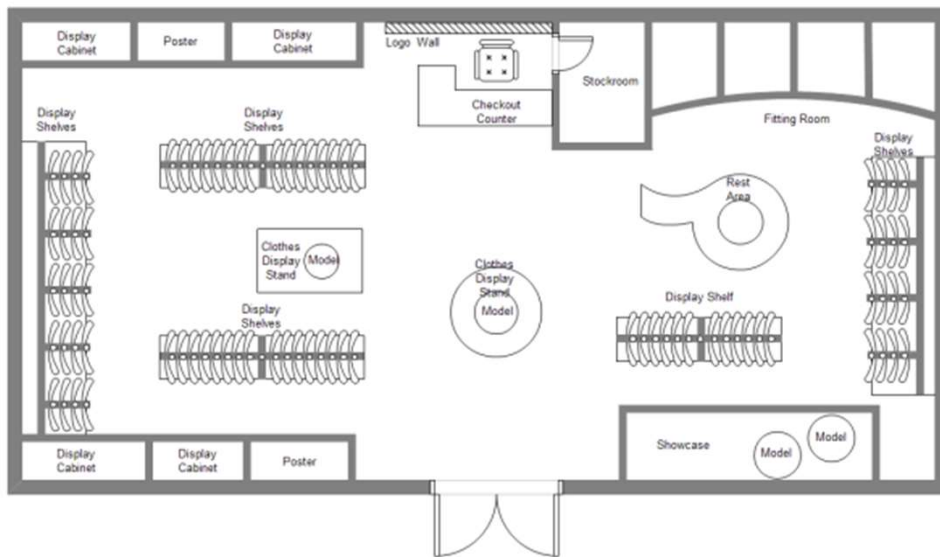 Display
Cabinet
Poster
Display
Cabinet
Logo Wall
Checkout
Counter
Stockroom
Fitting Room
Display
Shelves
Display
Shelves
Display
Shelves
Rest
Area
Clothes
Display
Stand
Model
Clothes
Display
Stand
Model
Display
Shelves
Display Shelf
Showcase
Model
Model
Display
Cabinet
Display
Cabinet
Poster